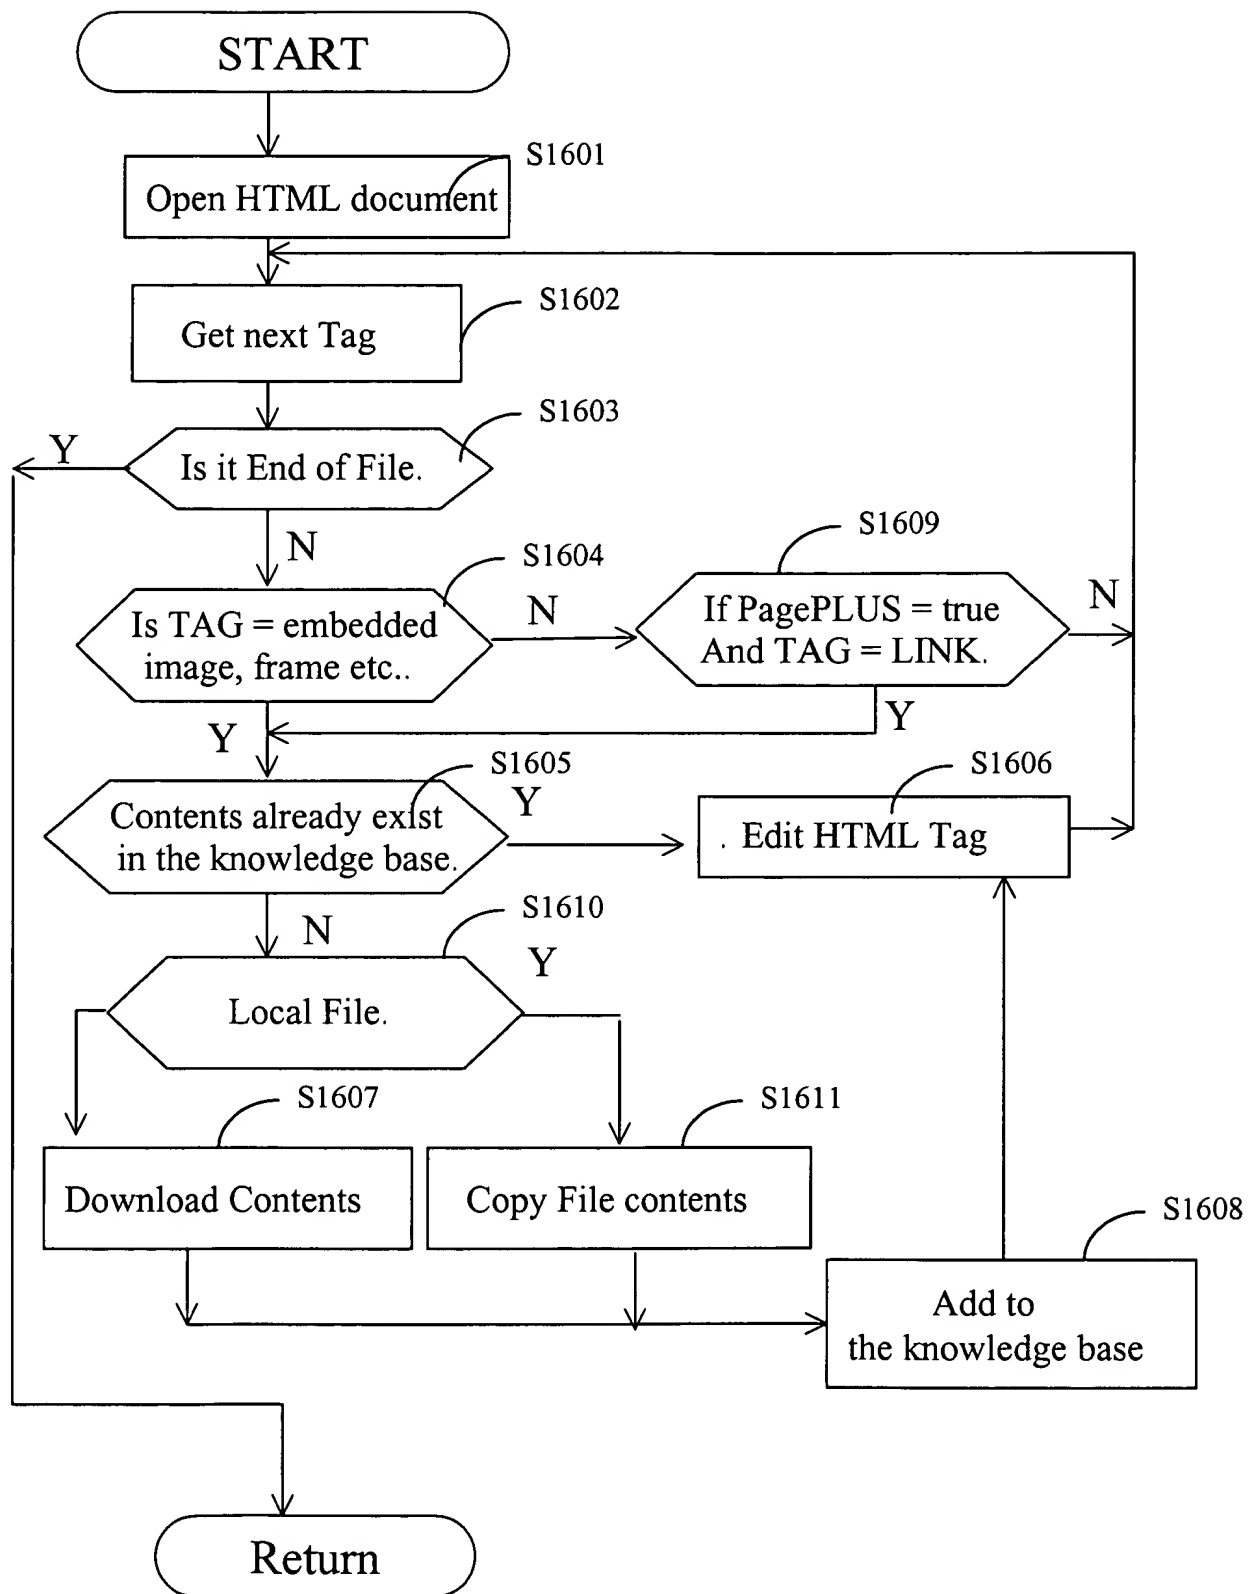 START
S1601
Open HTML document
S1602
Get next Tag
S1603
Y
Is it End of File.
N
S1604
S1609
Is TAG = embedded
image, frame etc..
N
If PagePLUS = true
And TAG = LINK.
N
Y
Y
S1605
S1606
Contents already exist
in the knowledge base.
Y
. Edit HTML Tag
N
S1610
Y
Local File.
S1607
S1611
Download Contents
Copy File contents
S1608
Add to
the knowledge base
Return